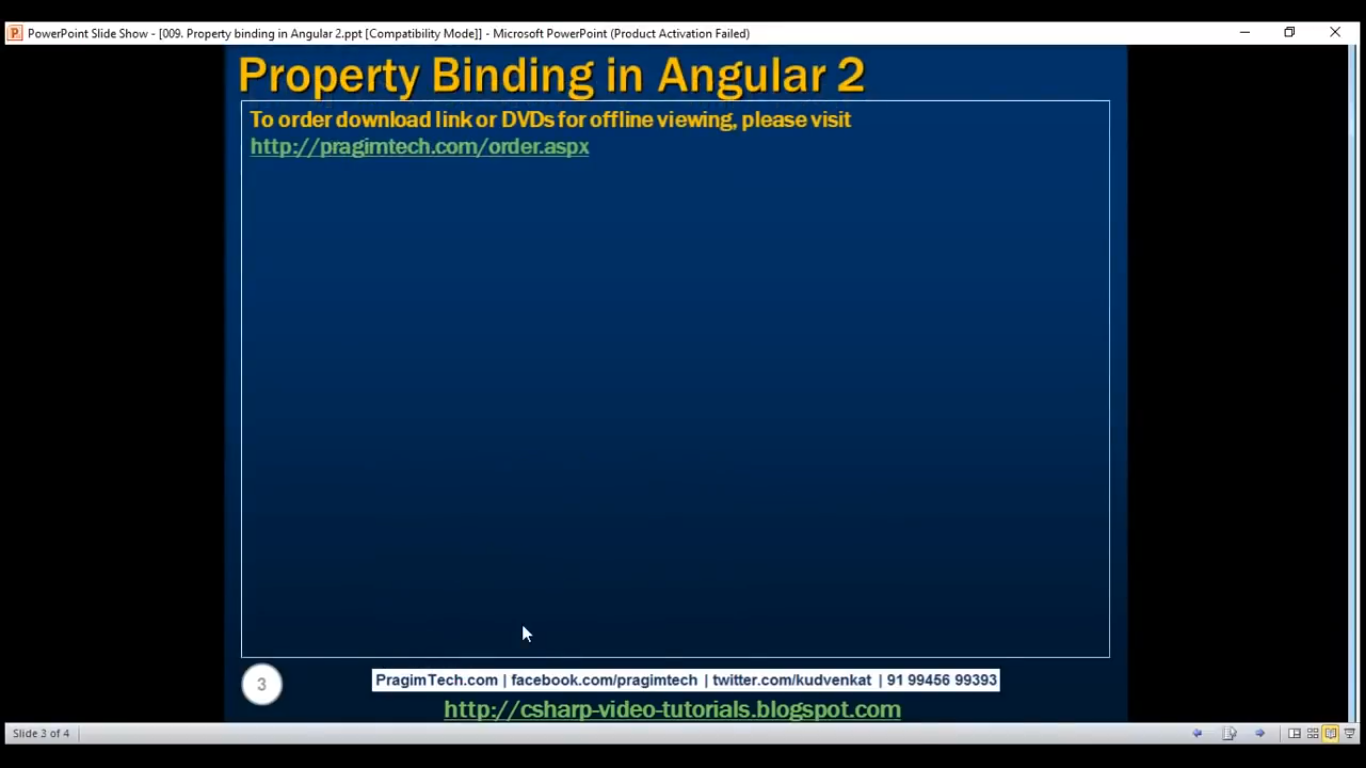 PowerPoint Slide Show - [009. Property binding in Angular 2.ppt [Compatibility Mode]] - Microsoft PowerPoint (Product Activation Failed)
Property Binding in Angular 2
To order download link or DVDs for offline viewing, please visit
http://pragimtech.com/order.aspx
3
PragimTech.com | facebook.com/pragimtech | twitter.com/kudvenkat | 91 99456 99393
http://csharp-video-tutorials.blogspot.com
Slide 3 of 4